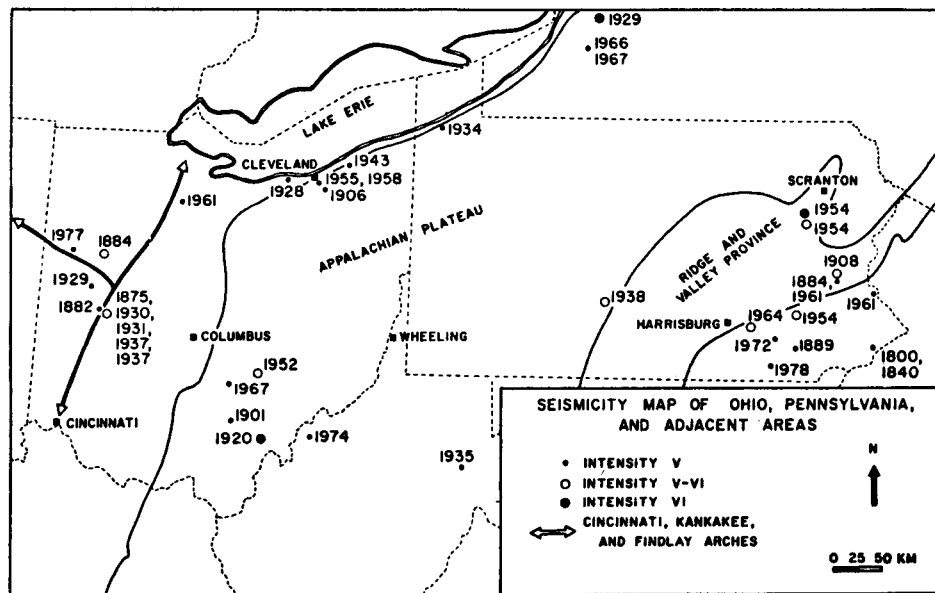 1929
1966
1967
LAKE ERIE
1934
CLEVELAND
1943
1928
1955, 1958
1906
SCRANTON
1961
1954
1954
APPALACHIAN PLATEAU
RIDGE AND
VALLEY PROVINCE
1977
1884
1908
1929
1884,
1961
1961
1882
1875,
1930,
1931,
1937,
1937
1938
HARRISBURG
1964
1954
COLUMBUS
WHEELING
1972
1889
1952
1978
1800,
1840
1967
1901
CINCINNATI
1920
1974
1935
SEISMICITY MAP OF OHIO, PENNSYLVANIA,
AND ADJACENT AREAS
INTENSITY V
INTENSITY V-VI
INTENSITY VI
CINCINNATI, KANKAKEE,
AND FINDLAY ARCHES
N
0 25 50 KM